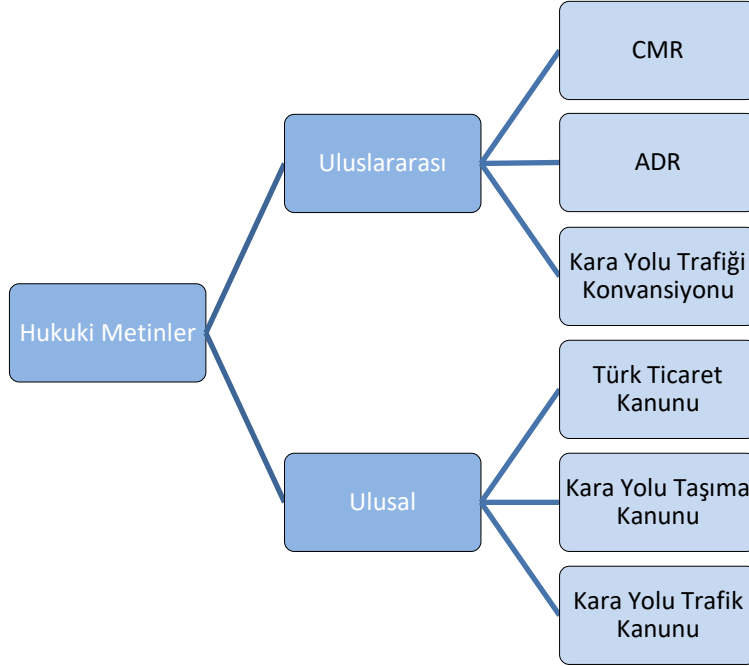 Hukuki Metinler
Uluslararası
CMR
ADR
Kara Yolu Trafiği
Konvansiyonu
Ulusal
Türk Ticaret
Kanunu
Kara Yolu Taşıma
Kanunu
Kara Yolu Trafik
Kanunu